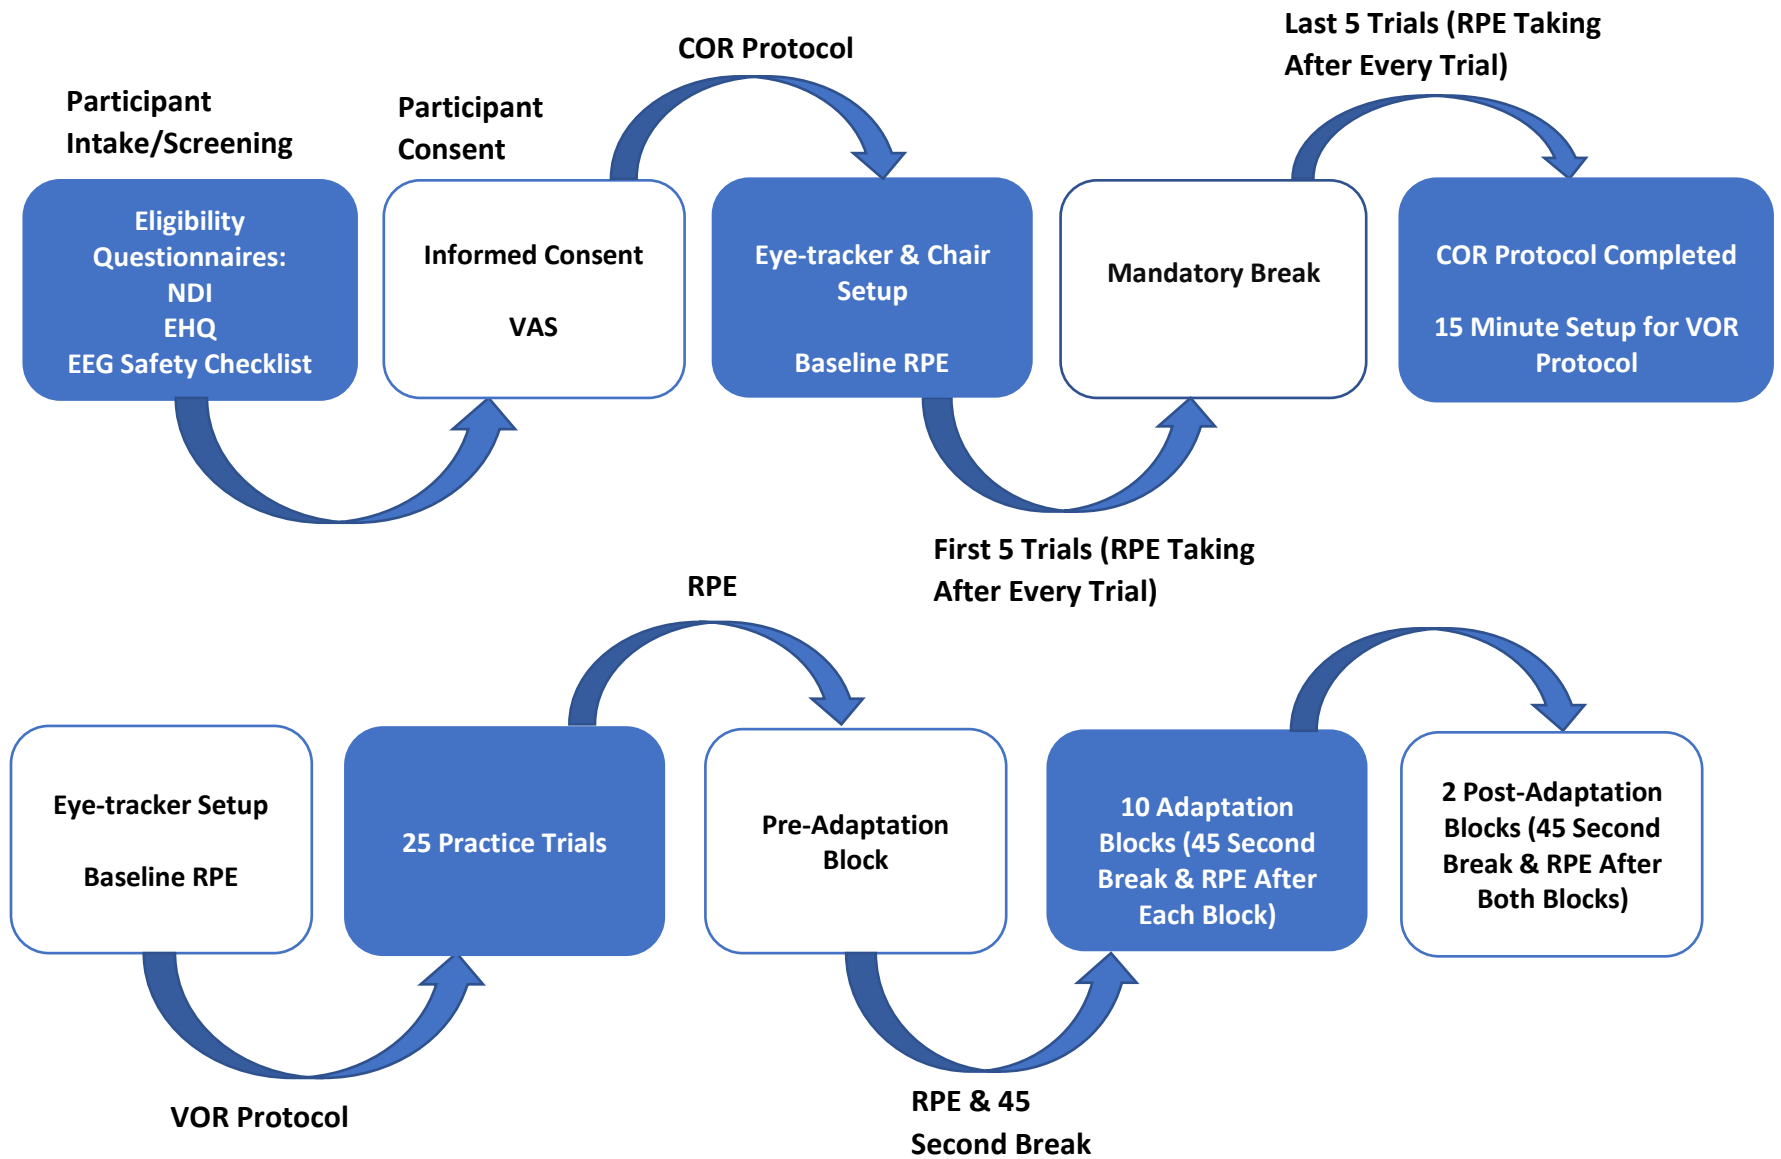 Participant
Intake/Screening
Eligibility
Questionnaires:
NDI
EHQ
EEG Safety Checklist
Participant
Consent
Informed Consent
VAS
COR Protocol
Eye-tracker & Chair
Setup
Baseline RPE
First 5 Trials (RPE Taking
After Every Trial)
Mandatory Break
Last 5 Trials (RPE Taking
After Every Trial)
COR Protocol Completed
15 Minute Setup for VOR
Protocol
Eye-tracker Setup
Baseline RPE
VOR Protocol
25 Practice Trials
RPE
Pre-Adaptation
Block
RPE & 45
Second Break
10 Adaptation
Blocks (45 Second
Break & RPE After
Each Block)
2 Post-Adaptation
Blocks (45 Second
Break & RPE After
Both Blocks)